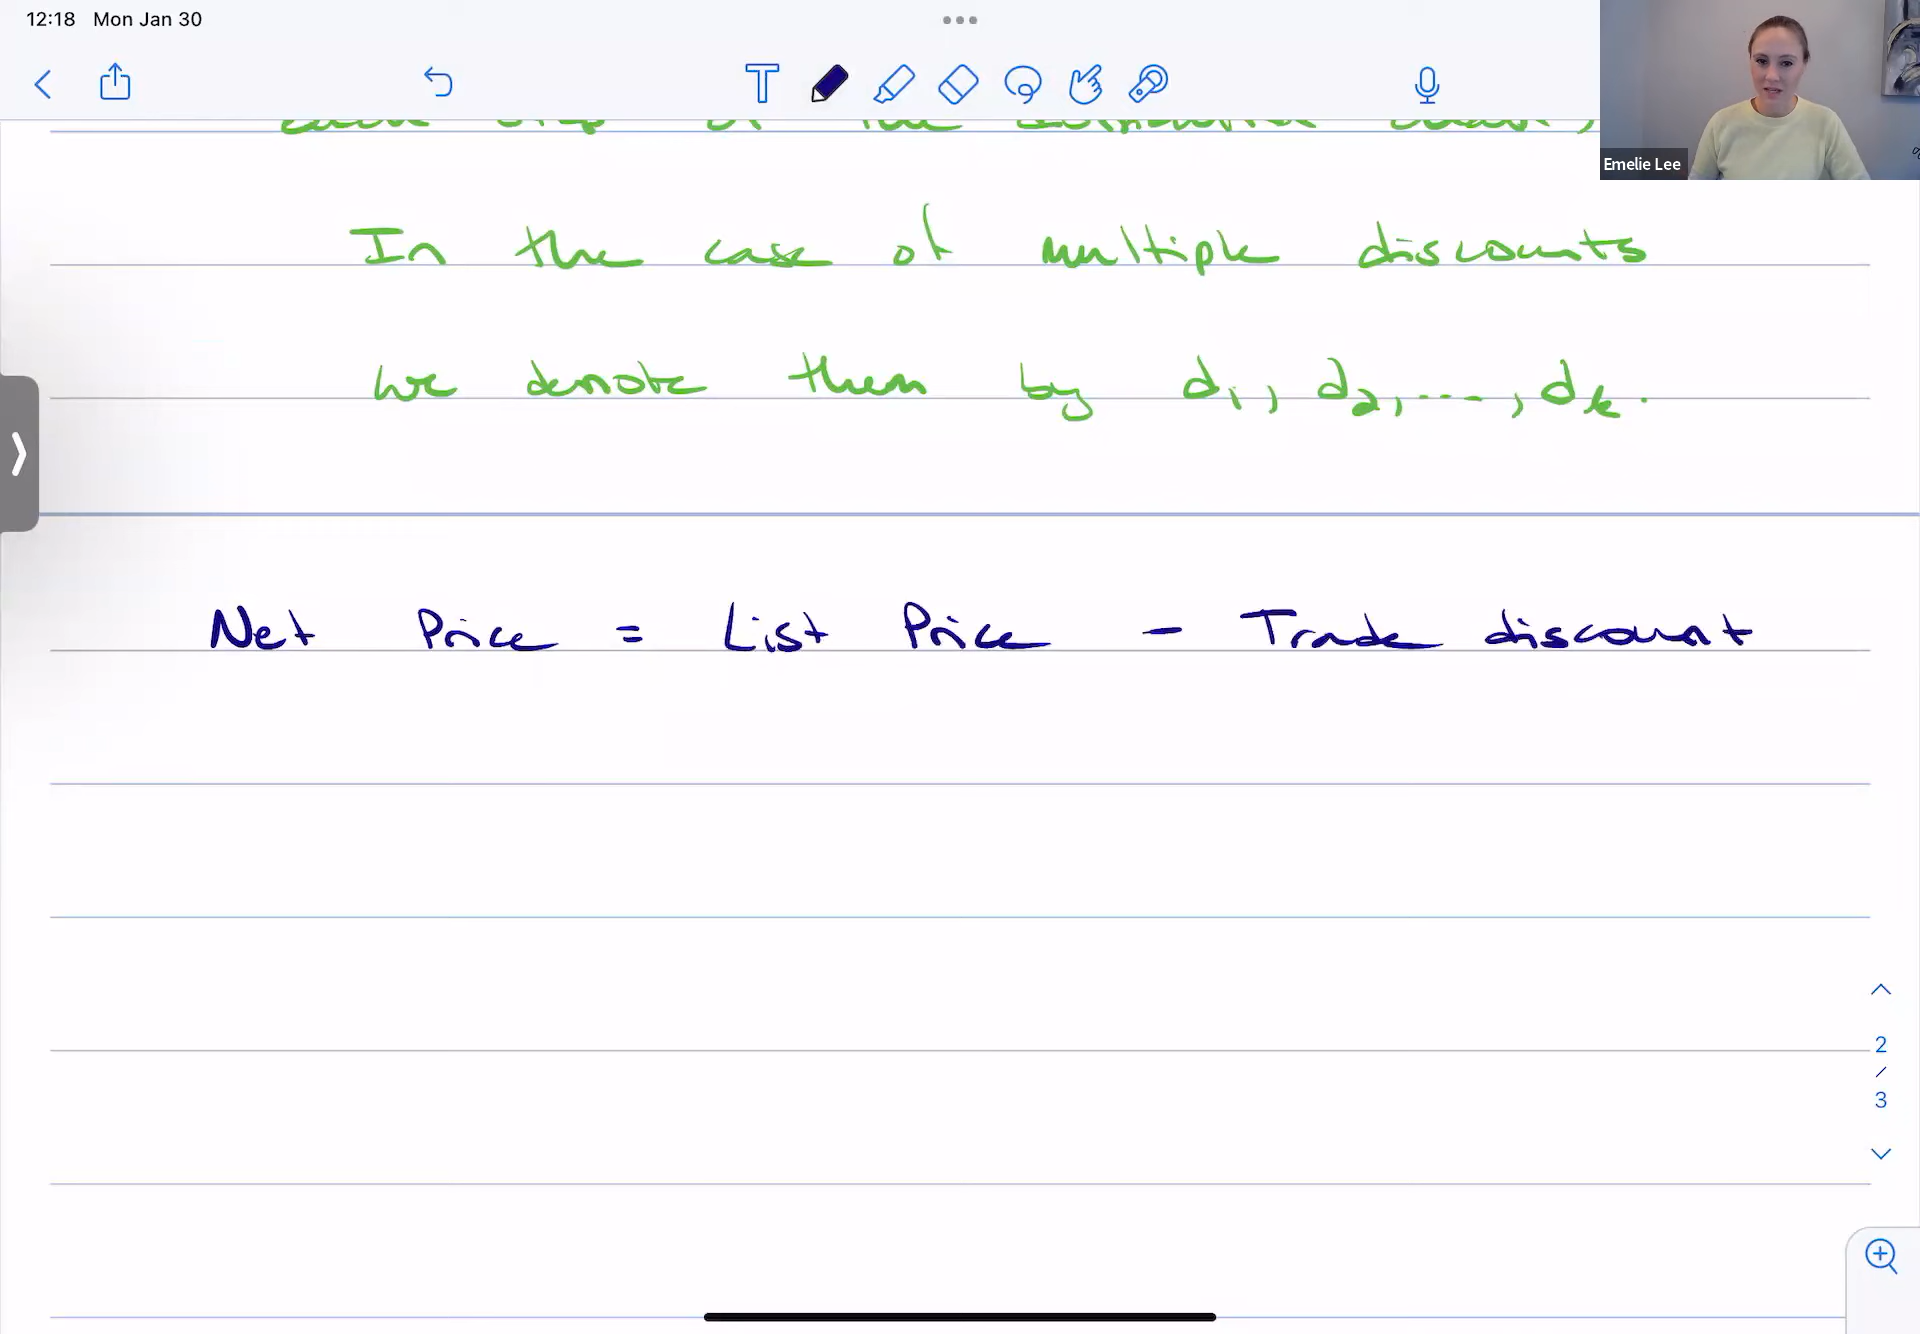 12:18 Mon Jan 30
Emelie Lee
In the case of multiple discounts
we denote them by d₁, d₂, ..., dₖ.
Net Price = List Price - Trade discount
2
/
3